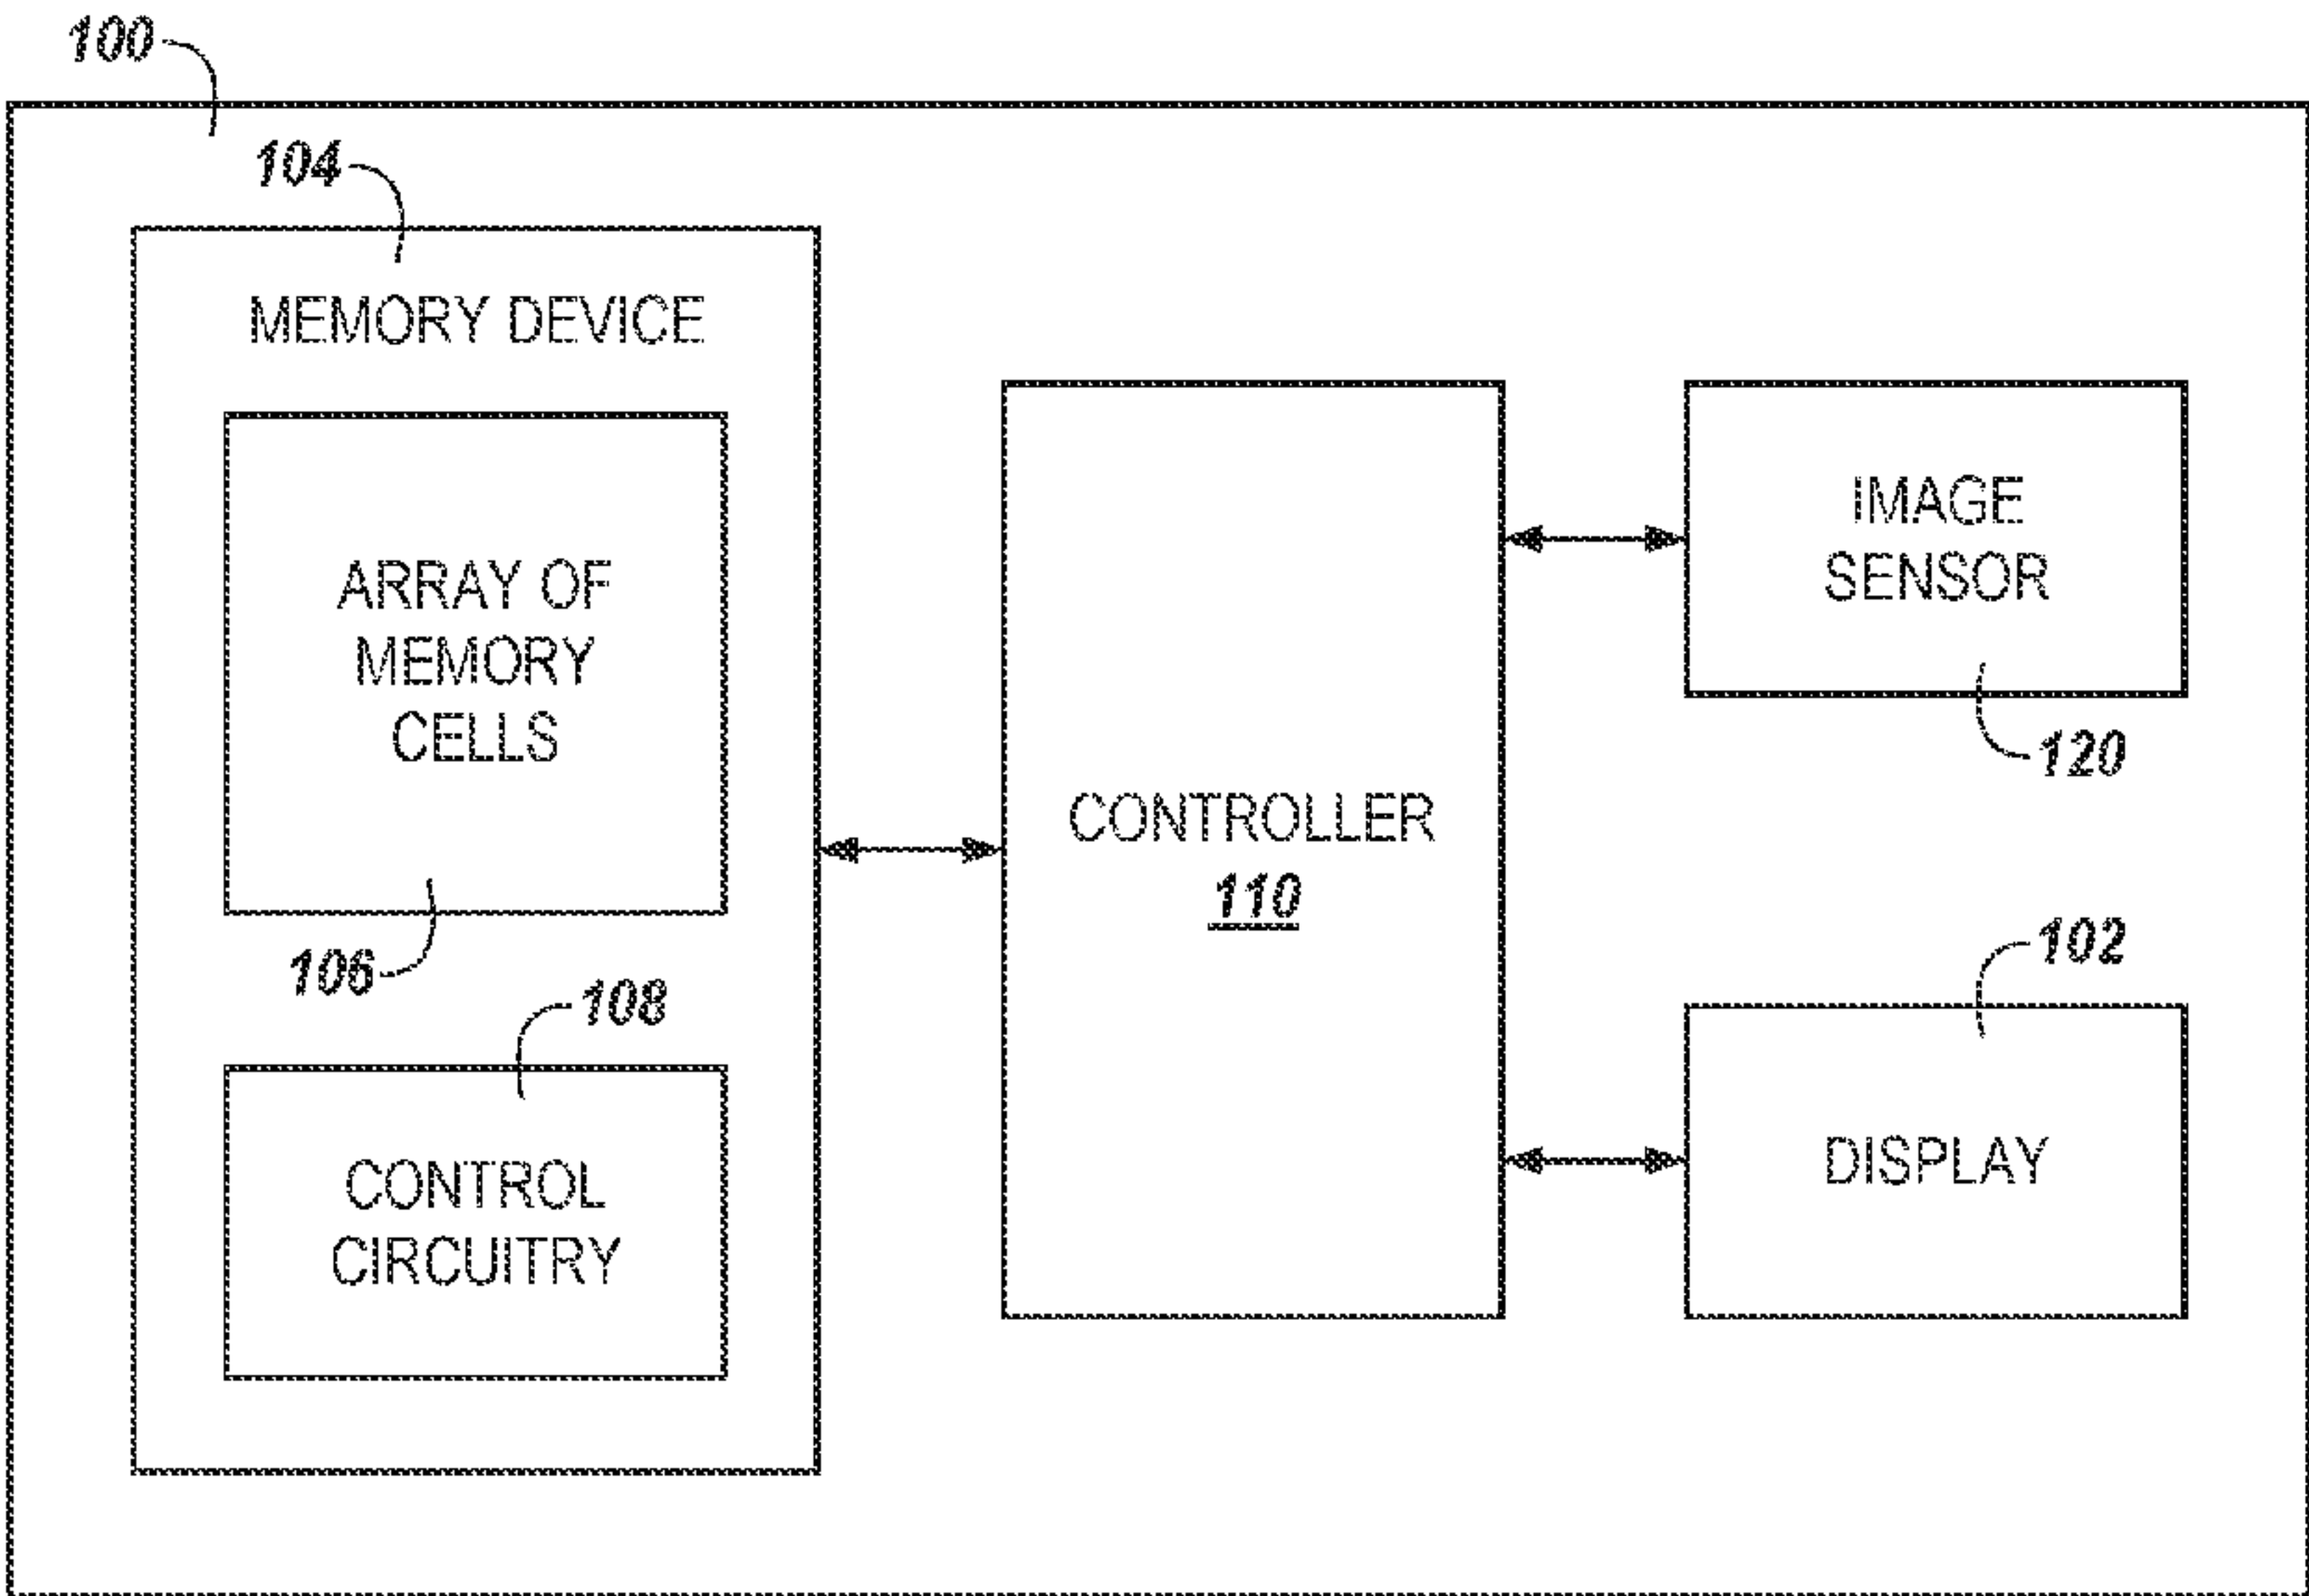 100
104
MEMORY DEVICE
ARRAY OF
MEMORY
CELLS
106
108
CONTROL
CIRCUITRY
CONTROLLER
110
IMAGE
SENSOR
120
102
DISPLAY